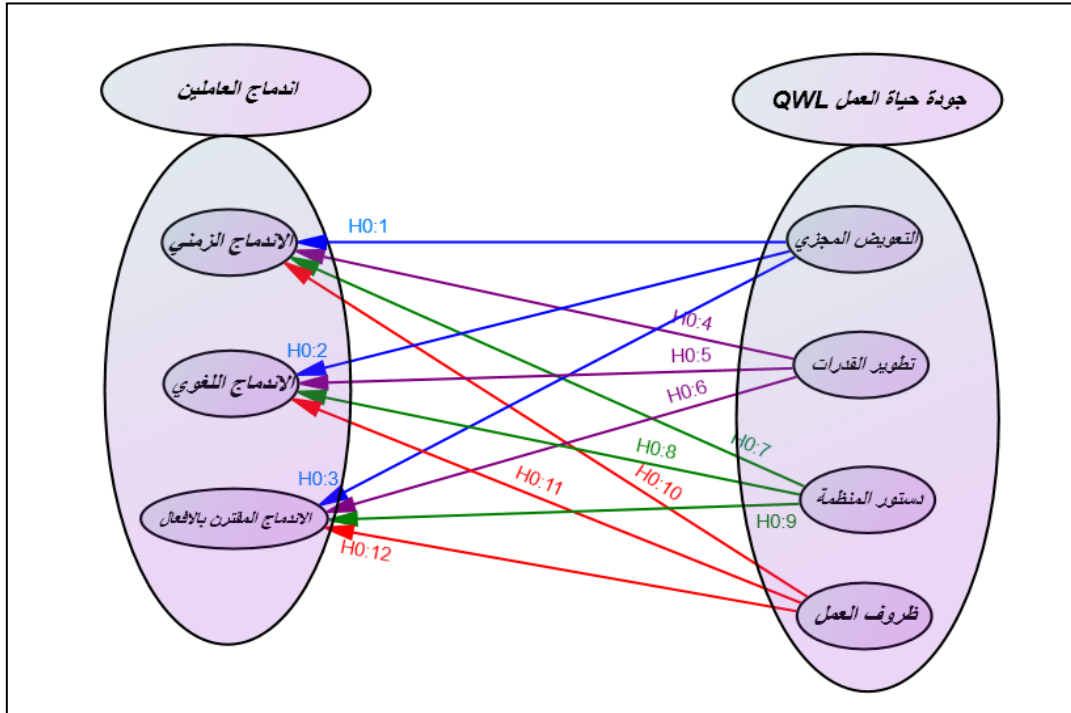 جودة حياة العمل QWL
اندماج العاملين
التعويض المجزي
تطوير القدرات
دستور المنظمة
ظروف العمل
الاندماج الزمني
الاندماج اللغوي
الاندماج المقترن بالافعال
H0:1
H0:2
H0:3
H0:4
H0:5
H0:6
H0:7
H0:8
H0:9
H0:10
H0:11
H0:12